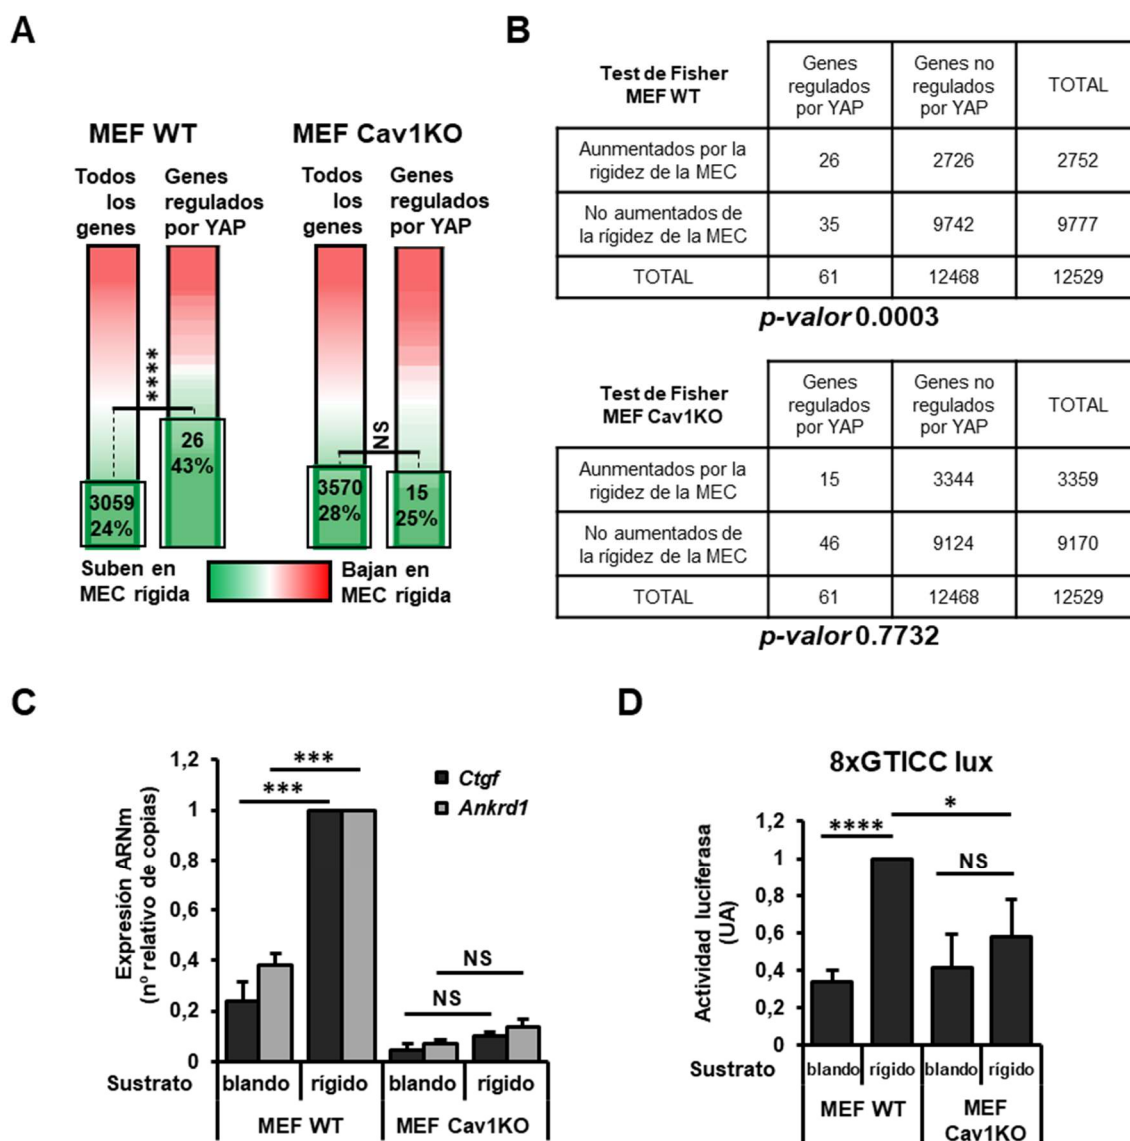 A
MEF WT
MEF Cav1KO
Todos
los
genes
Genes
regulados
por YAP
Todos
los
genes
Genes
regulados
por YAP
****
NS
3059
24%
26
43%
3570
28%
15
25%
Suben en
MEC rígida
Bajan en
MEC rígida
B
Test de Fisher
MEF WT
Genes
regulados
por YAP
Genes no
regulados
por YAP
TOTAL
Aunmentados por la
rigidez de la MEC
26
2726
2752
No aumentados de
la rígidez de la MEC
35
9742
9777
TOTAL
61
12468
12529
p-valor 0.0003
Test de Fisher
MEF Cav1KO
Genes
regulados
por YAP
Genes no
regulados
por YAP
TOTAL
Aunmentados por la
rigidez de la MEC
15
3344
3359
No aumentados de
la rígidez de la MEC
46
9124
9170
TOTAL
61
12468
12529
p-valor 0.7732
C
Expresión ARNm
(nº relativo de copias)
1,2
1
0,8
0,6
0,4
0,2
0
***
***
NS
NS
Ctgf
Ankrd1
Sustrato
blando
rígido
blando
rígido
MEF WT
MEF Cav1KO
D
8xGTICC lux
Actividad luciferasa
(UA)
1,2
1
0,8
0,6
0,4
0,2
0
****
*
NS
Sustrato
blando
rígido
blando
rígido
MEF WT
MEF
Cav1KO